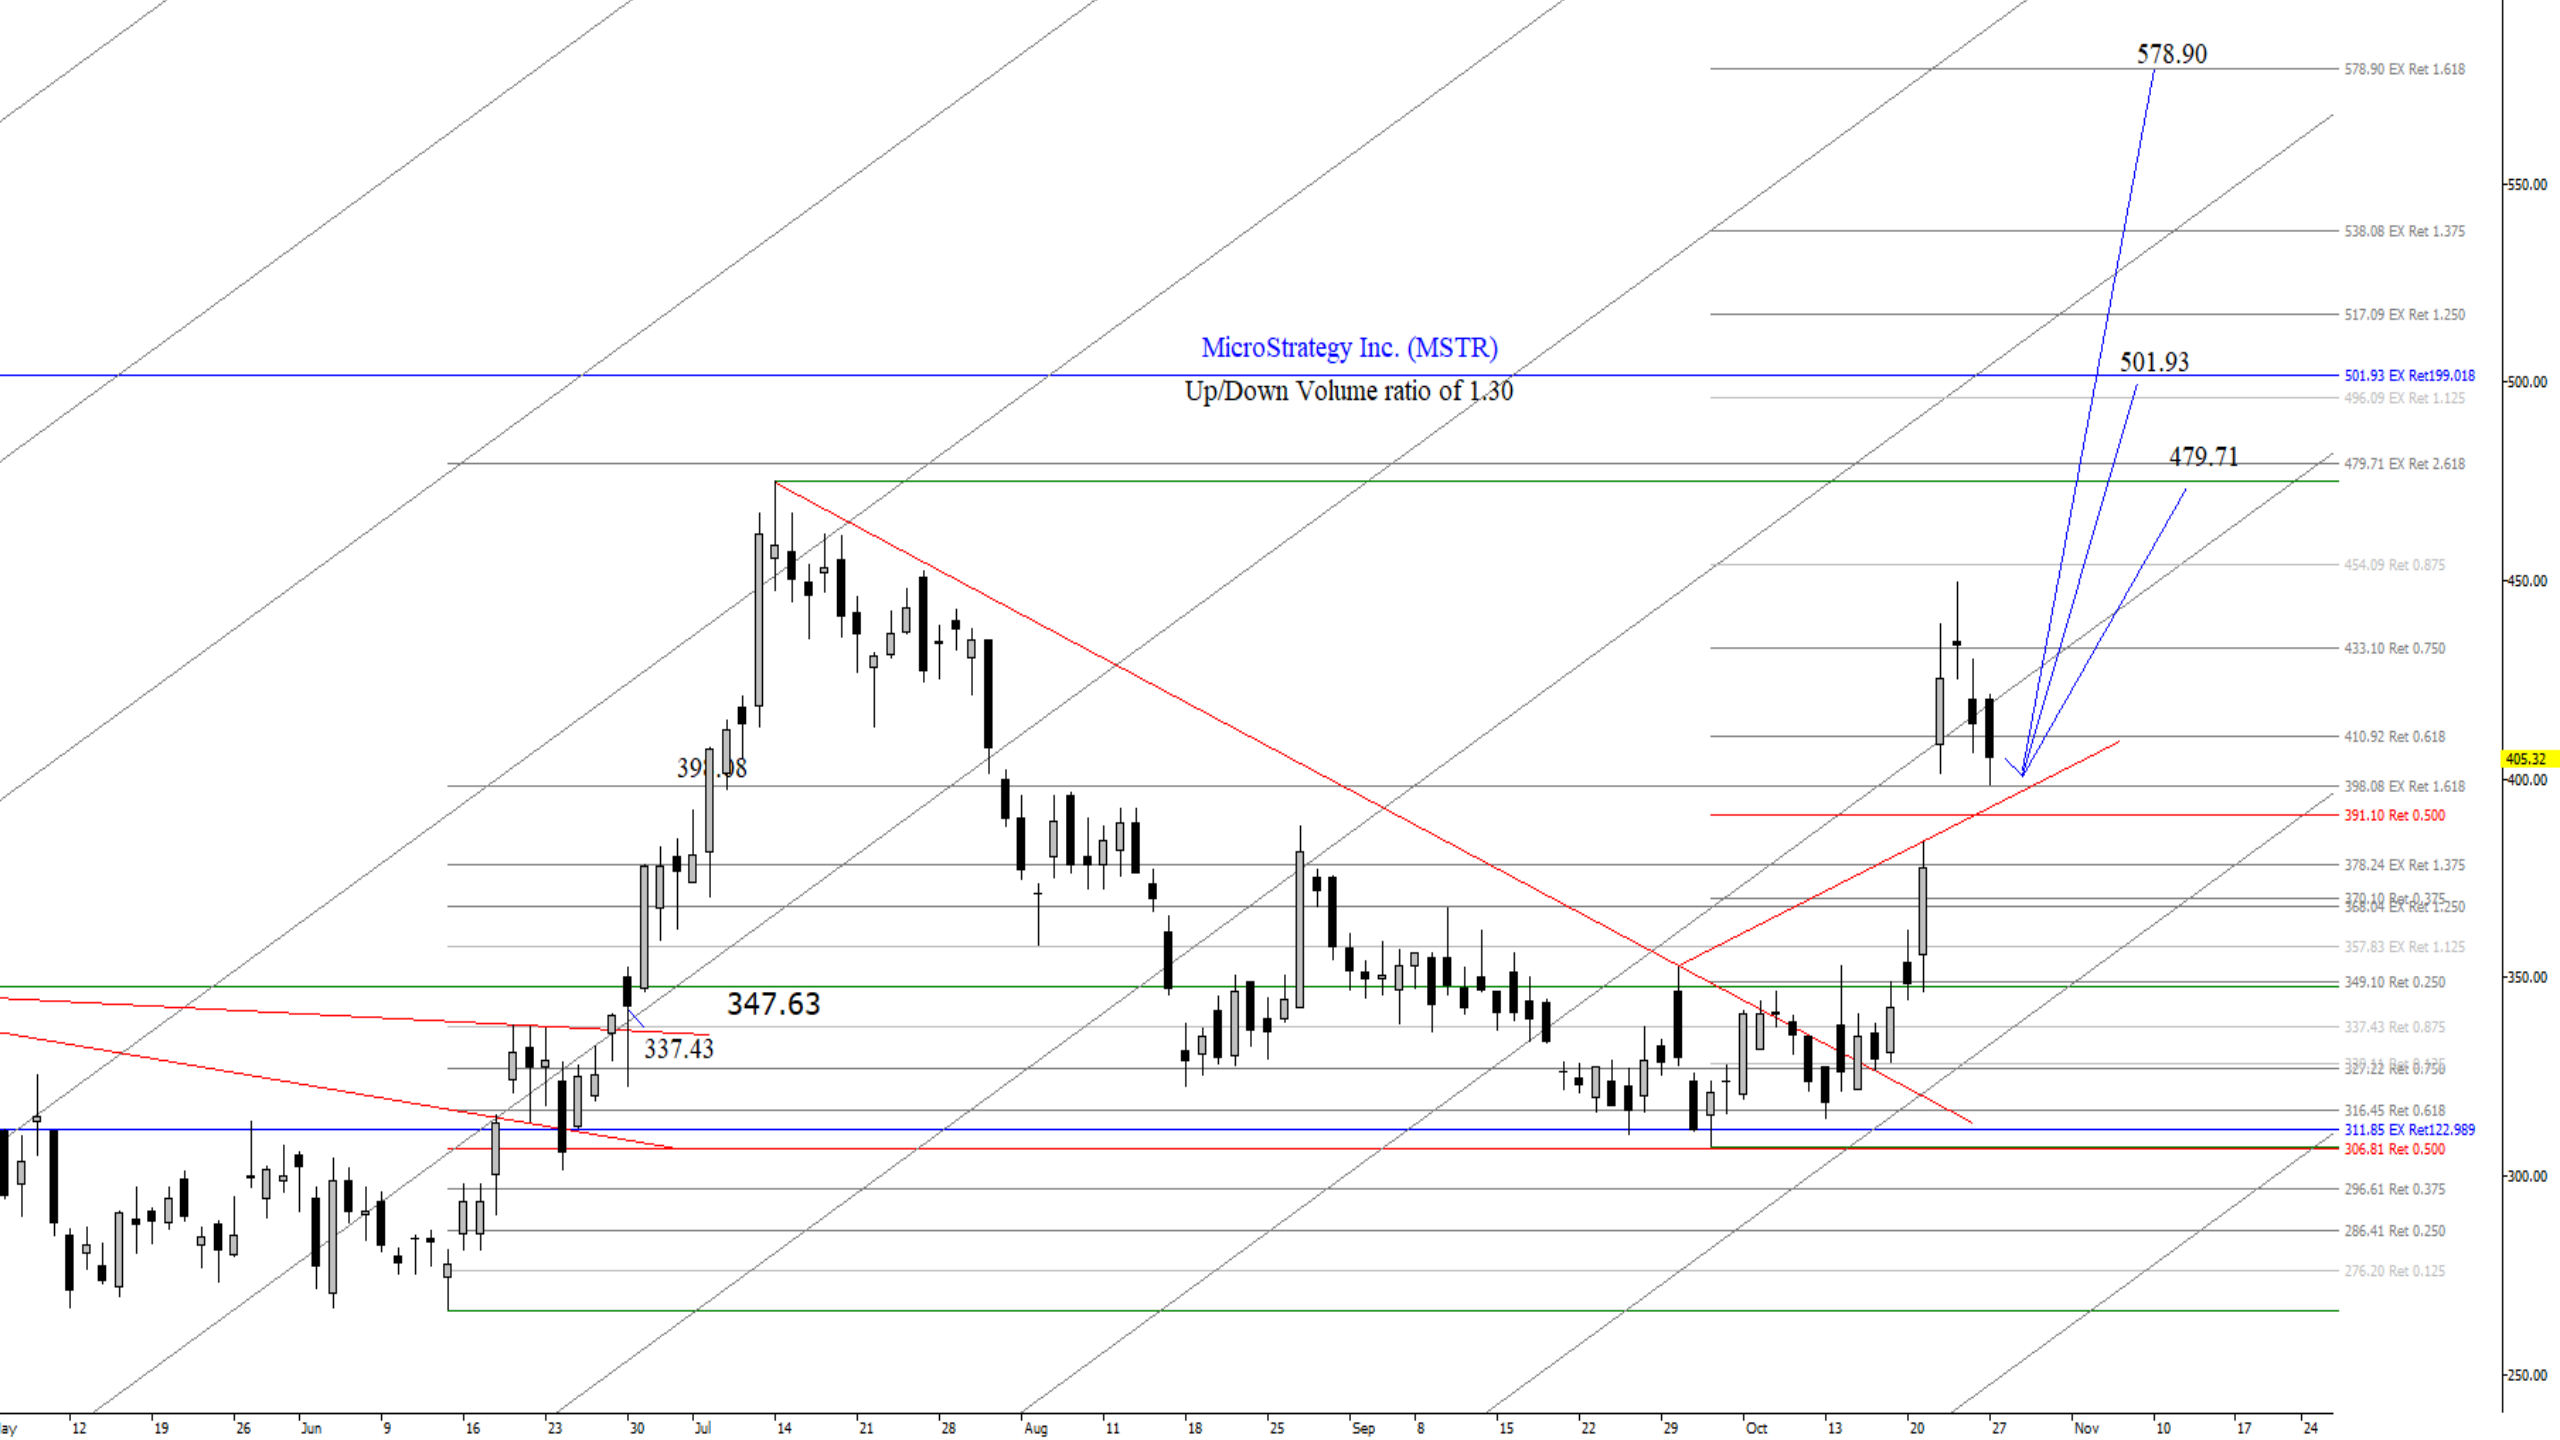 578.90
578.90 EX Ret 1.618
550.00
538.08 EX Ret 1.375
517.09 EX Ret 1.250
MicroStrategy Inc. (MSTR)
501.93
501.93 EX Ret199.018
500.00
Up/Down Volume ratio of 1.30
496.09 EX Ret 1.125
479.71
479.71 EX Ret 2.618
454.09 Ret 0.875
450.00
433.10 Ret 0.750
410.92 Ret 0.618
405.32
400.00
398.08 EX Ret 1.618
391.10 Ret 0.500
378.24 EX Ret 1.375
370.10 Ret 0.375
368.04 EX Ret 1.250
357.83 EX Ret 1.125
349.10 Ret 0.250
350.00
347.63
337.43 Ret 0.875
337.43
327.22 Ret 0.750
316.45 Ret 0.618
311.85 EX Ret122.989
306.81 Ret 0.500
300.00
296.61 Ret 0.375
286.41 Ret 0.250
276.20 Ret 0.125
250.00
12 19 26 Jun 9 16 23 30 Jul 14 21 28 Aug 11 18 25 Sep 8 15 22 29 Oct 13 20 27 Nov 10 17 24